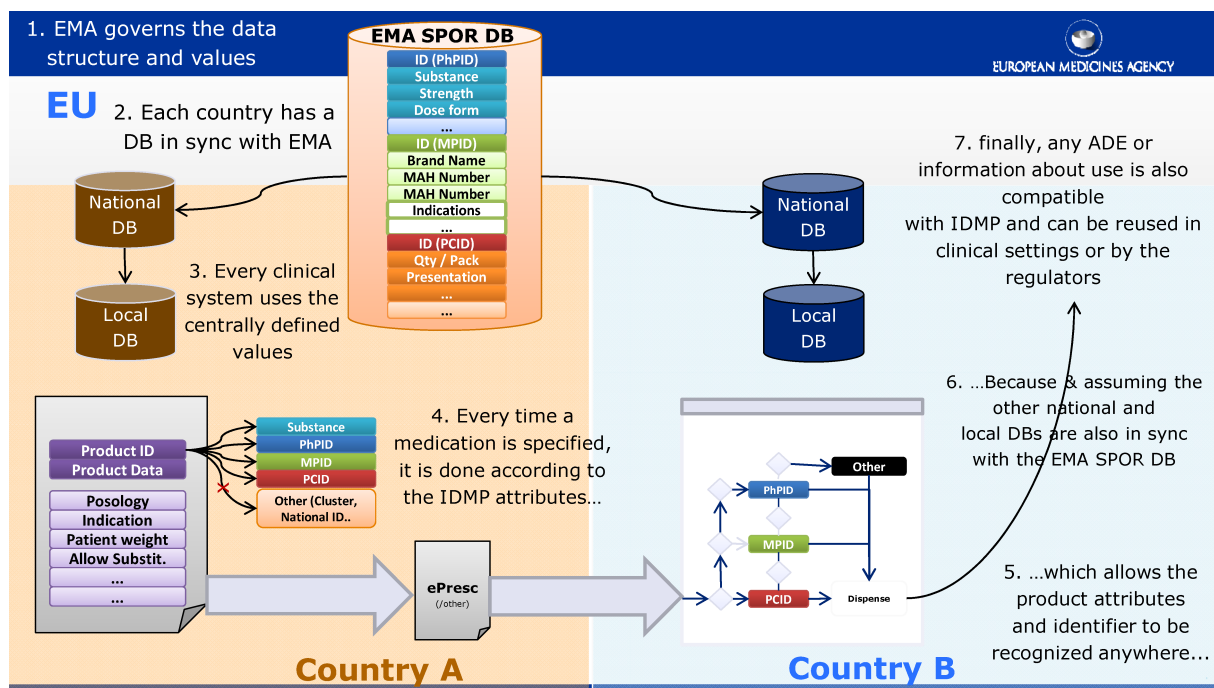 1. EMA governs the data
structure and values
EMA SPOR DB
ID (PhPID)
Substance
Strength
Dose form
...
ID (MPID)
Brand Name
MAH Number
MAH Number
Indications
...
ID (PCID)
Qty / Pack
Presentation
...
...
EUROPEAN MEDICINES AGENCY
EU
2. Each country has a
DB in sync with EMA
National
DB
Local
DB
3. Every clinical
system uses the
centrally defined
values
National
DB
Local
DB
7. finally, any ADE or
information about use is also
compatible
with IDMP and can be reused in
clinical settings or by the
regulators
Product ID
Product Data
Posology
Indication
Patient weight
Allow Substit.
...
...
Substance
PhPID
MPID
PCID
Other (Cluster,
National ID..
4. Every time a
medication is specified,
it is done according to
the IDMP attributes…
ePresc
(/other)
Other
PhPID
MPID
PCID
Dispense
6. …Because & assuming the
other national and
local DBs are also in sync
with the EMA SPOR DB
5. …which allows the
product attributes
and identifier to be
recognized anywhere...
Country A
Country B